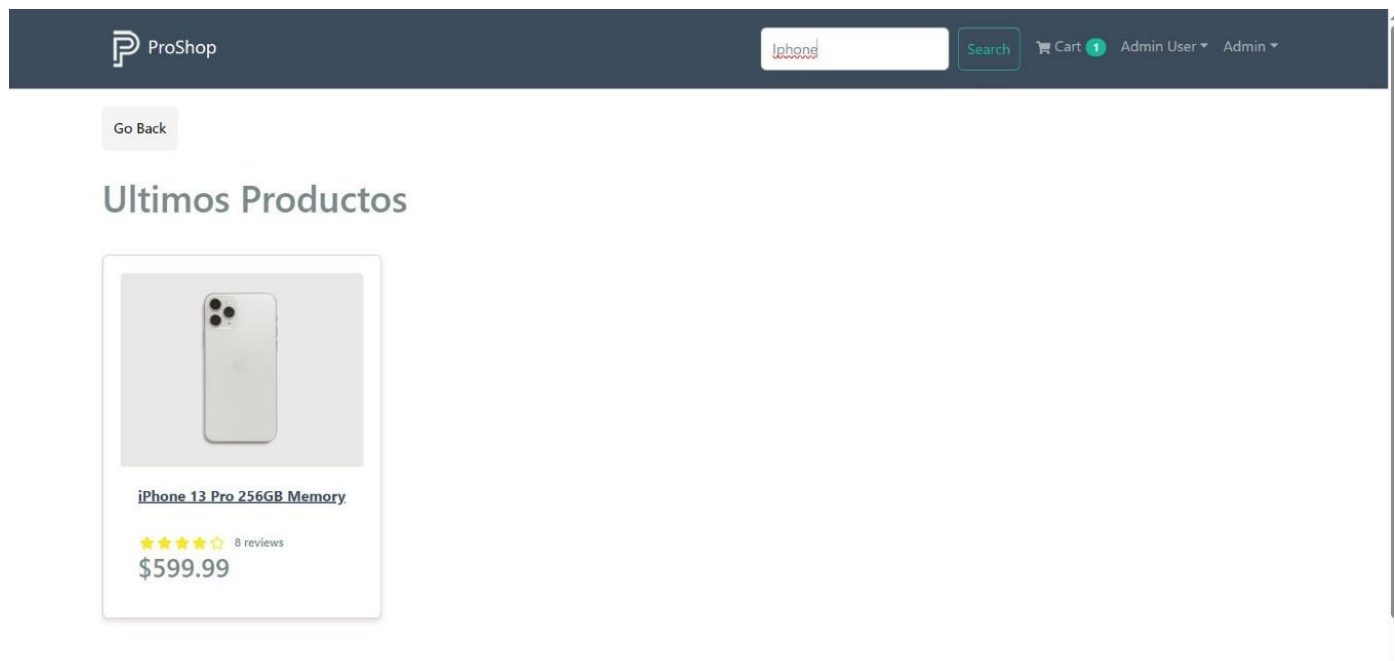 ProShop Iphone Search Cart 1 Admin User Admin
Go Back
Ultimos Productos
iPhone 13 Pro 256GB Memory
8 reviews
$599.99